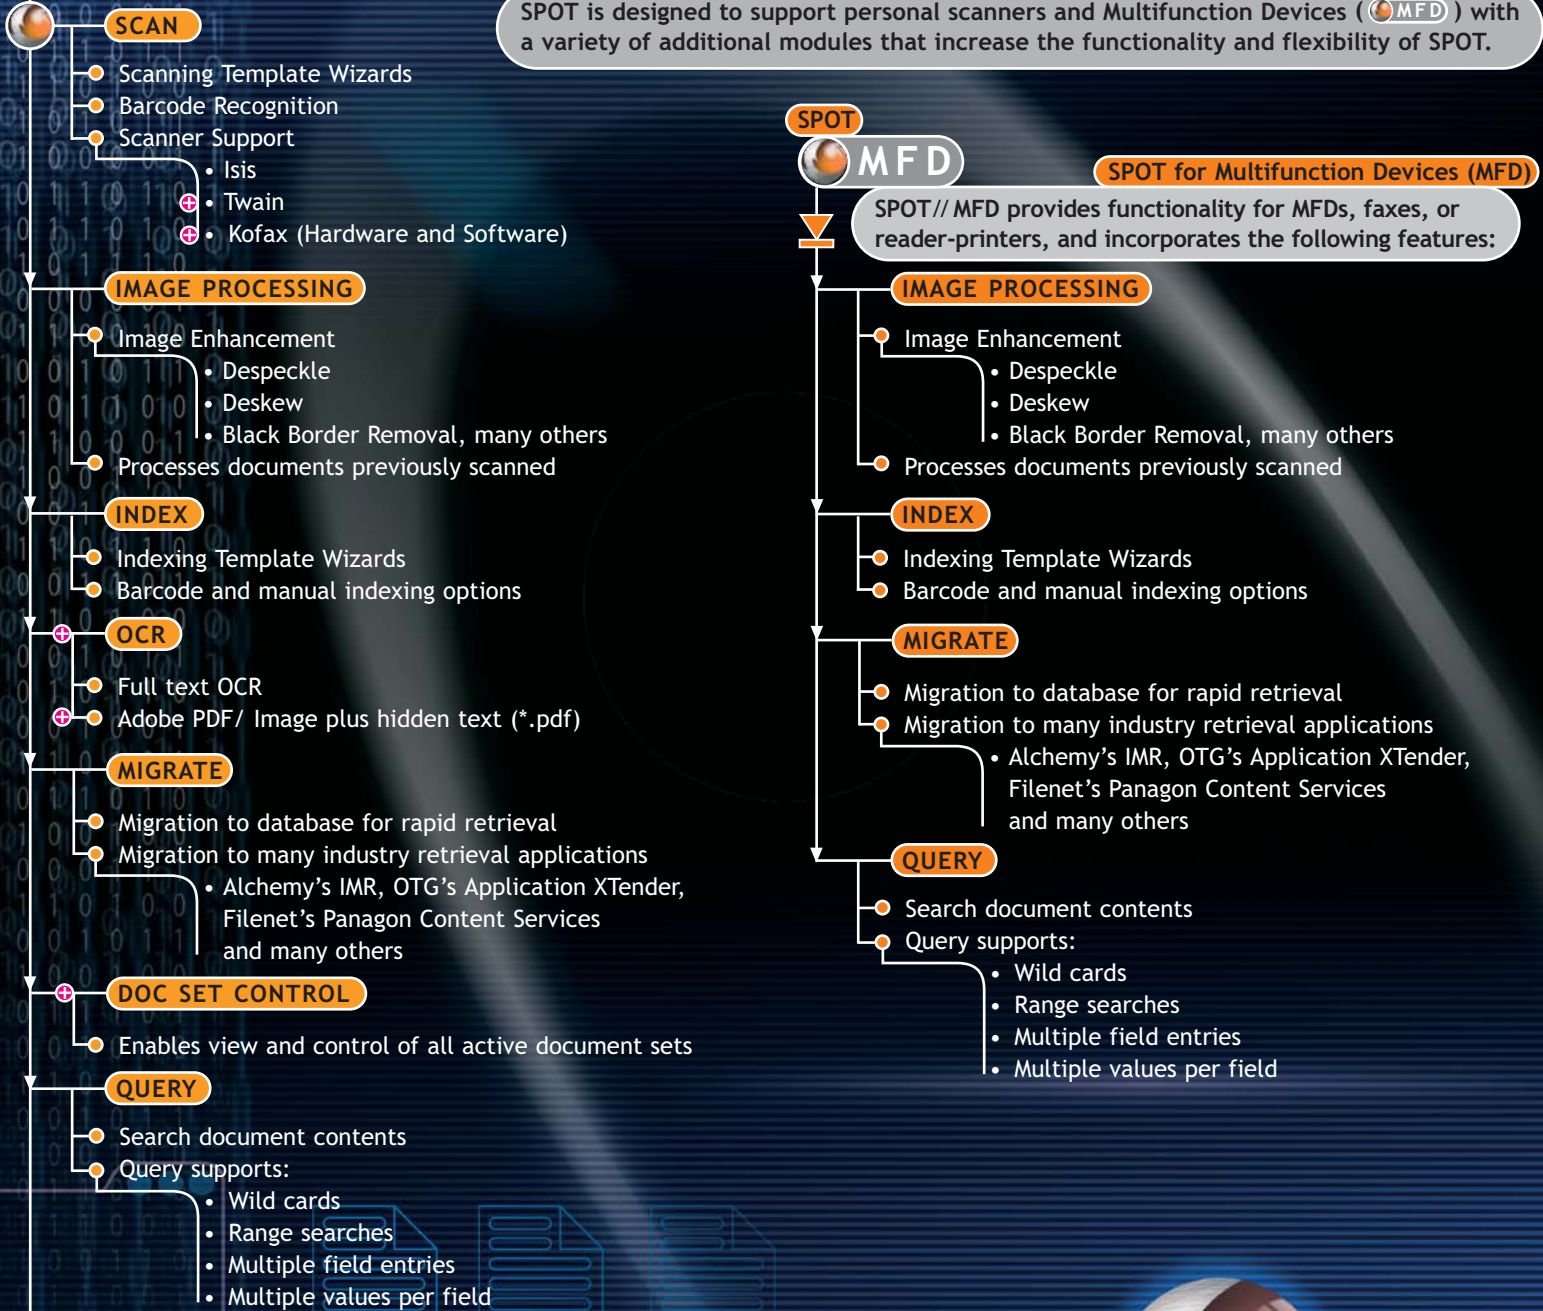 SPOT is designed to support personal scanners and Multifunction Devices ( MFD ) with
a variety of additional modules that increase the functionality and flexibility of SPOT.
SCAN
Scanning Template Wizards
Barcode Recognition
Scanner Support
• Isis
• Twain
• Kofax (Hardware and Software)
IMAGE PROCESSING
Image Enhancement
• Despeckle
• Deskew
• Black Border Removal, many others
Processes documents previously scanned
INDEX
Indexing Template Wizards
Barcode and manual indexing options
OCR
Full text OCR
Adobe PDF/ Image plus hidden text (*.pdf)
MIGRATE
Migration to database for rapid retrieval
Migration to many industry retrieval applications
• Alchemy's IMR, OTG's Application XTender,
Filenet's Panagon Content Services
and many others
DOC SET CONTROL
Enables view and control of all active document sets
QUERY
Search document contents
Query supports:
• Wild cards
• Range searches
• Multiple field entries
• Multiple values per field
SPOT
MFD
SPOT for Multifunction Devices (MFD)
SPOT// MFD provides functionality for MFDs, faxes, or
reader-printers, and incorporates the following features:
IMAGE PROCESSING
Image Enhancement
• Despeckle
• Deskew
• Black Border Removal, many others
Processes documents previously scanned
INDEX
Indexing Template Wizards
Barcode and manual indexing options
MIGRATE
Migration to database for rapid retrieval
Migration to many industry retrieval applications
• Alchemy's IMR, OTG's Application XTender,
Filenet's Panagon Content Services
and many others
QUERY
Search document contents
Query supports:
• Wild cards
• Range searches
• Multiple field entries
• Multiple values per field